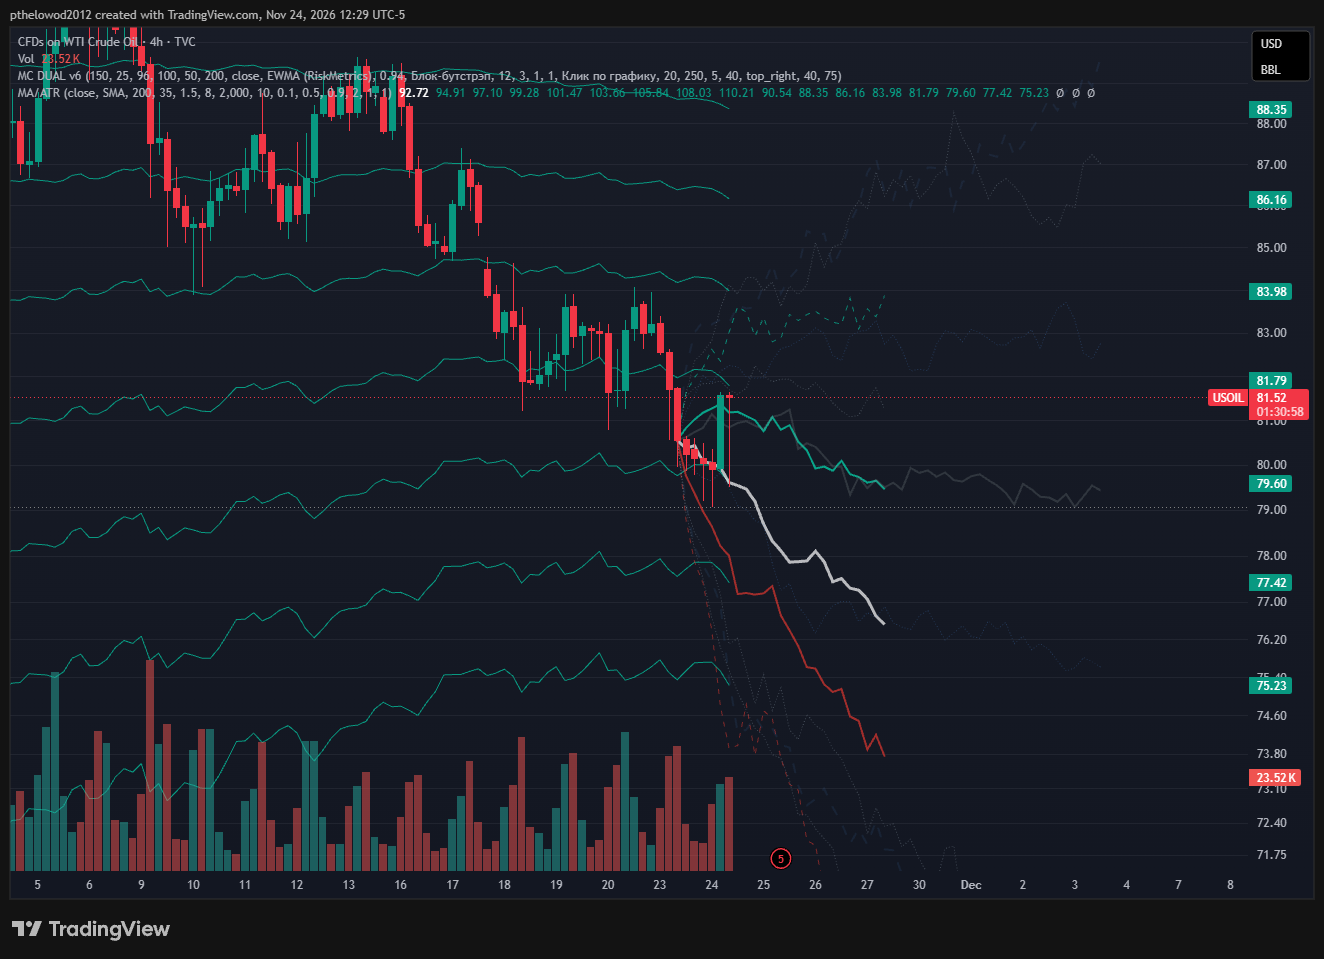 pthelowod2012 created with TradingView.com, Nov 24, 2026 12:29 UTC-5
CFDs on WTI Crude Oil · 4h · TVC
Vol 23.52 K
MC DUAL v6 (150, 25, 96, 100, 50, 200, close, EWMA (RiskMetrics), 0.94, Блок-бутстрэп, 12, 3, 1, 1, Клик по графику, 20, 250, 5, 40, top_right, 40, 75)
MA/ATR (close, SMA, 200, 35, 1.5, 8, 2,000, 10, 0.1, 0.5, 0.9, 2, 1, 1) 92.72 94.91 97.10 99.28 101.47 103.66 105.84 108.03 110.21 90.54 88.35 86.16 83.98 81.79 79.60 77.42 75.23 Ø Ø Ø
USD
BBL
88.35
88.00
87.00
86.16
85.00
83.98
83.00
81.79
USOIL 81.52
01:30:58
81.00
80.00
79.60
79.00
78.00
77.42
77.00
76.20
75.40
75.23
74.60
73.80
23.52 K
73.10
72.40
71.75
5
5 6 9 10 11 12 13 16 17 18 19 20 23 24 25 26 27 30 Dec 2 3 4 7 8
TradingView